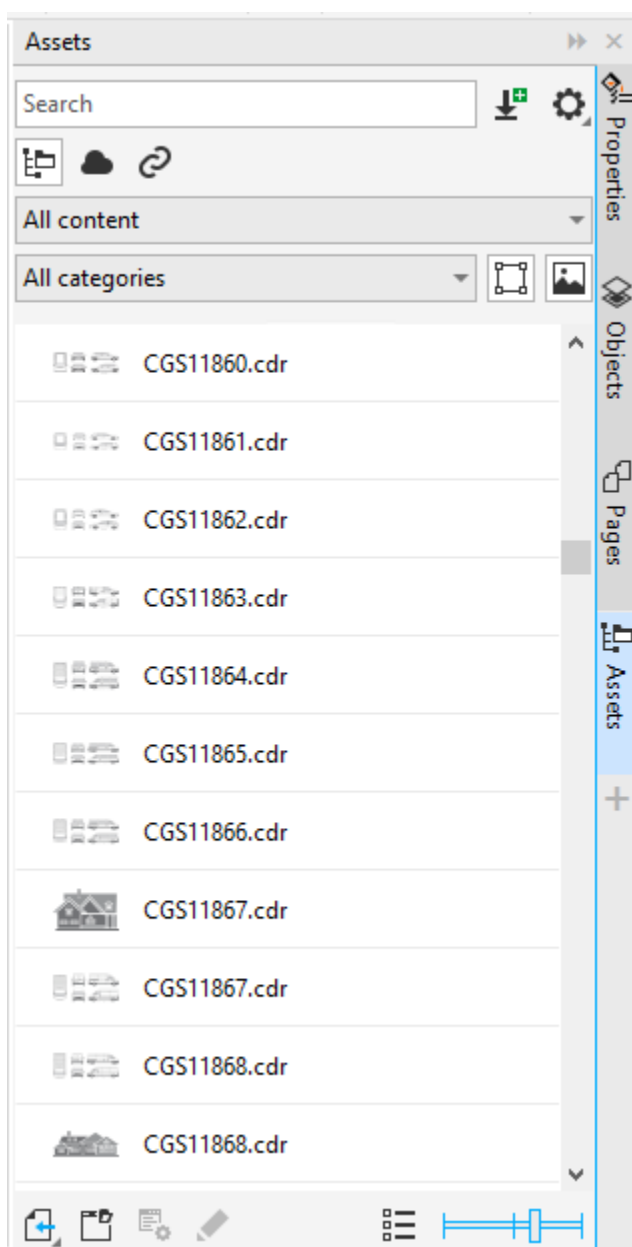 Assets
Search
All content
All categories
CGS11860.cdr
CGS11861.cdr
CGS11862.cdr
CGS11863.cdr
CGS11864.cdr
CGS11865.cdr
CGS11866.cdr
CGS11867.cdr
CGS11867.cdr
CGS11868.cdr
CGS11868.cdr
Properties
Objects
Pages
Assets